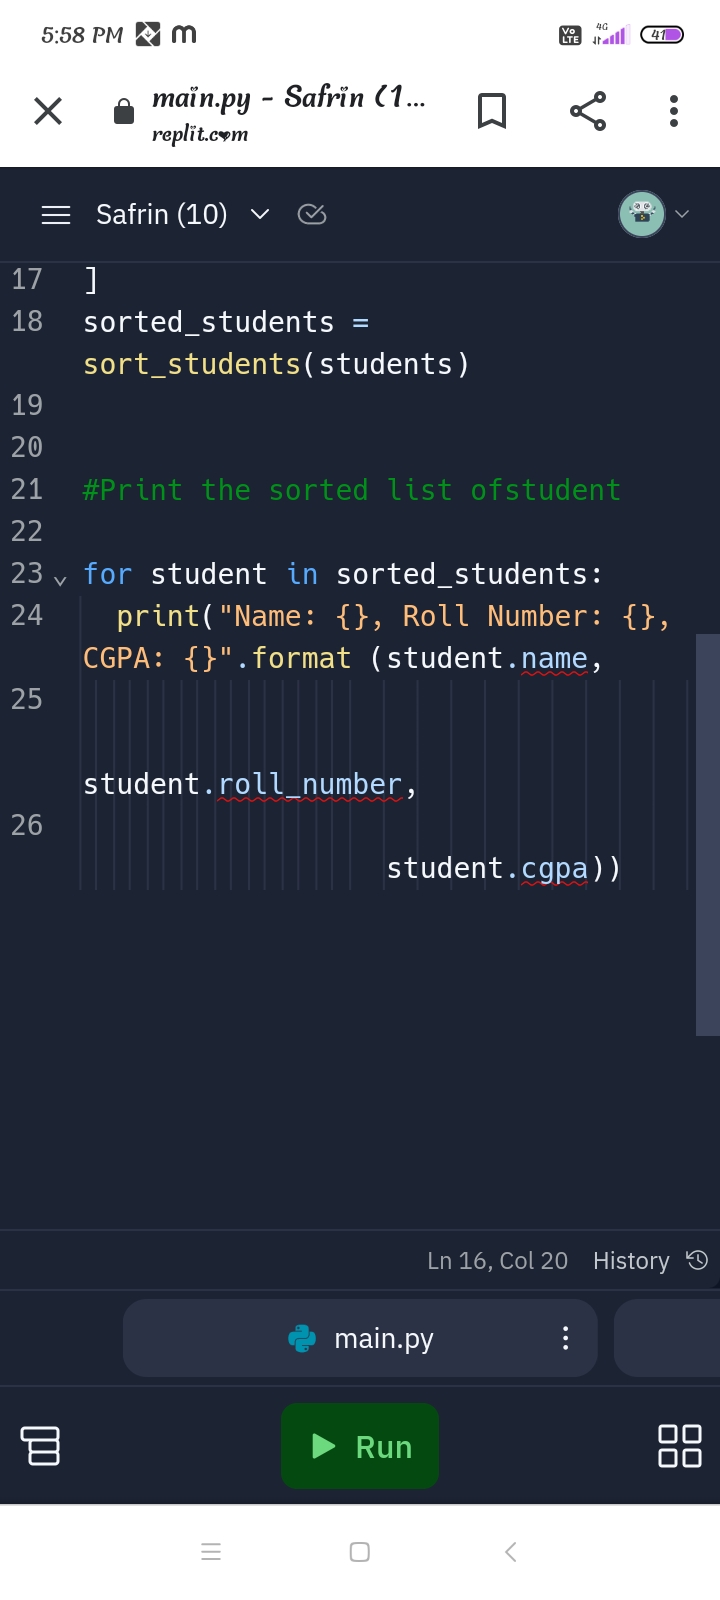 5:58 PM m Vo LTE 4G 41
main.py - Safrin (1...
replit.com
Safrin (10)
17 ]
18 sorted_students =
sort_students(students)
19
20
21 #Print the sorted list ofstudent
22
23 for student in sorted_students:
24 print("Name: {}, Roll Number: {},
CGPA: {}".format (student.name,
25
student.roll_number,
26
student.cgpa))
Ln 16, Col 20 History
main.py
Run